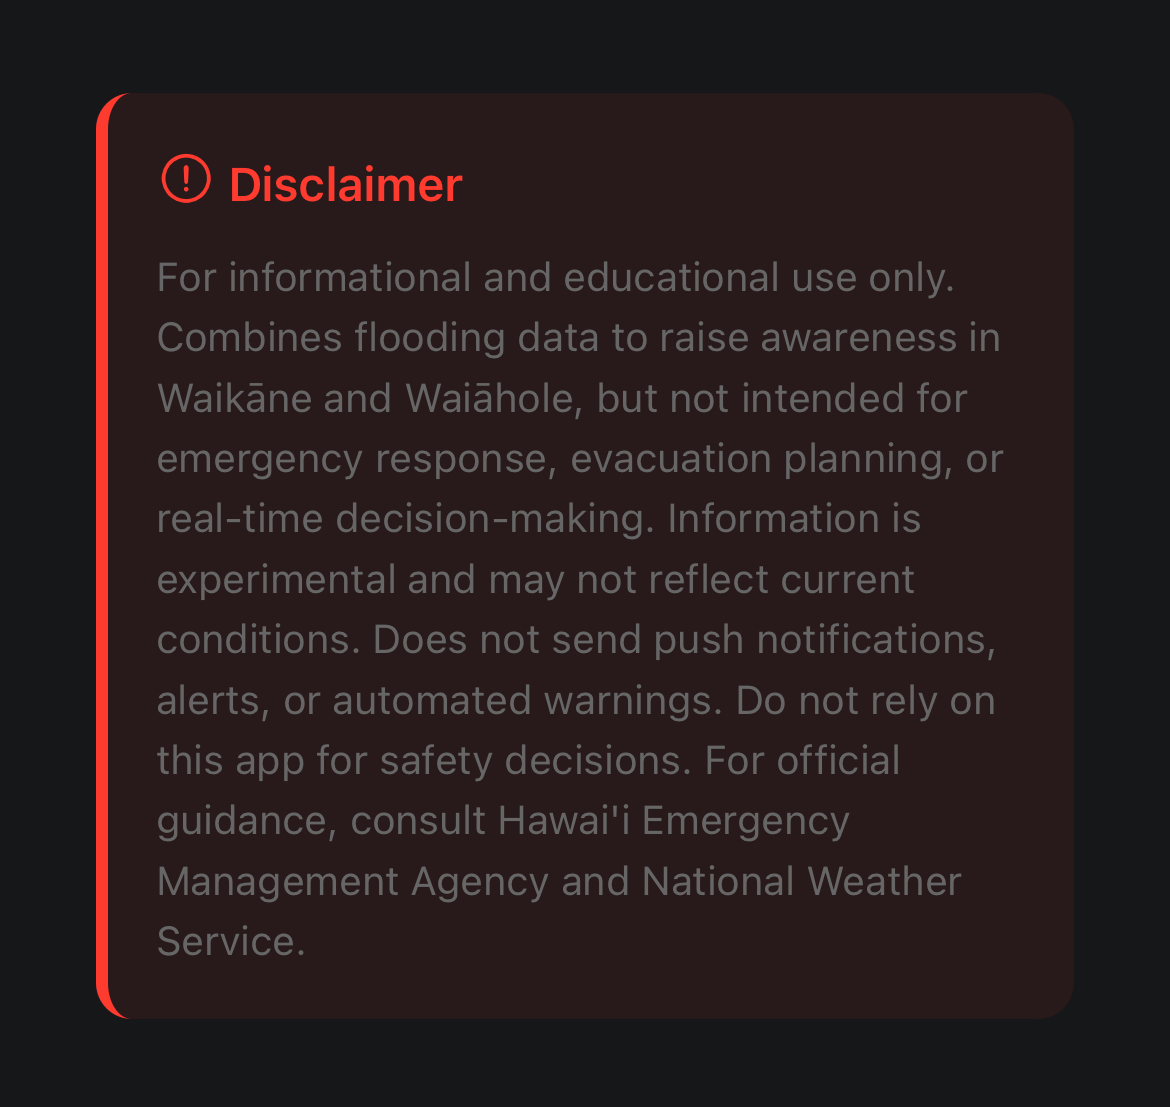 Disclaimer
For informational and educational use only.
Combines flooding data to raise awareness in
Waikāne and Waiāhole, but not intended for
emergency response, evacuation planning, or
real-time decision-making. Information is
experimental and may not reflect current
conditions. Does not send push notifications,
alerts, or automated warnings. Do not rely on
this app for safety decisions. For official
guidance, consult Hawai'i Emergency
Management Agency and National Weather
Service.